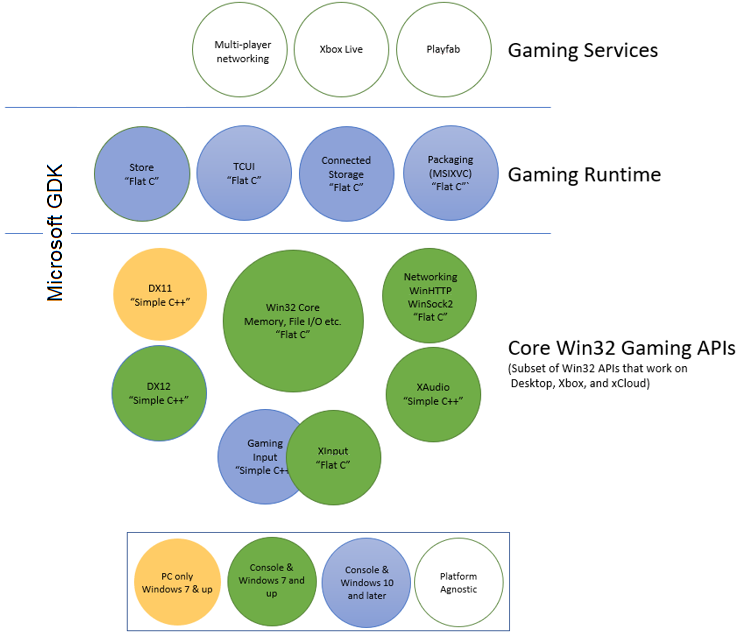 Multi-player
networking
Xbox Live
Playfab
Gaming Services
Microsoft GDK
Store
“Flat C”
TCUI
“Flat C”
Connected
Storage
“Flat C”
Packaging
(MSIXVC)
“Flat C”`
Gaming Runtime
DX11
“Simple C++”
Win32 Core
Memory, File I/O etc.
“Flat C”
Networking
WinHTTP
WinSock2
“Flat C”
DX12
“Simple C++”
XAudio
“Simple C++”
Core Win32 Gaming APIs
(Subset of Win32 APIs that work on
Desktop, Xbox, and xCloud)
Gaming
Input
“Simple C++
XInput
“Flat C”
PC only
Windows 7 & up
Console &
Windows 7 and
up
Console &
Windows 10
and later
Platform
Agnostic